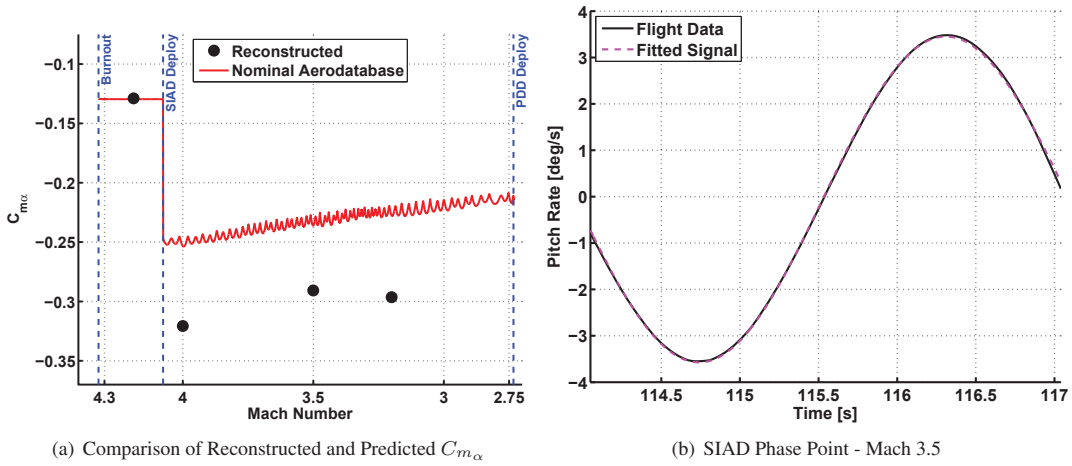 −0.1
−0.15
−0.2
−0.25
−0.3
−0.35
C_mα
Burnout
SIAD Deploy
PDD Deploy
Reconstructed
Nominal Aerodatabase
4.3
4
3.5
3
2.75
Mach Number
(a) Comparison of Reconstructed and Predicted C_mα
4
3
2
1
0
−1
−2
−3
−4
Pitch Rate [deg/s]
Flight Data
Fitted Signal
114.5
115
115.5
116
116.5
117
Time [s]
(b) SIAD Phase Point - Mach 3.5